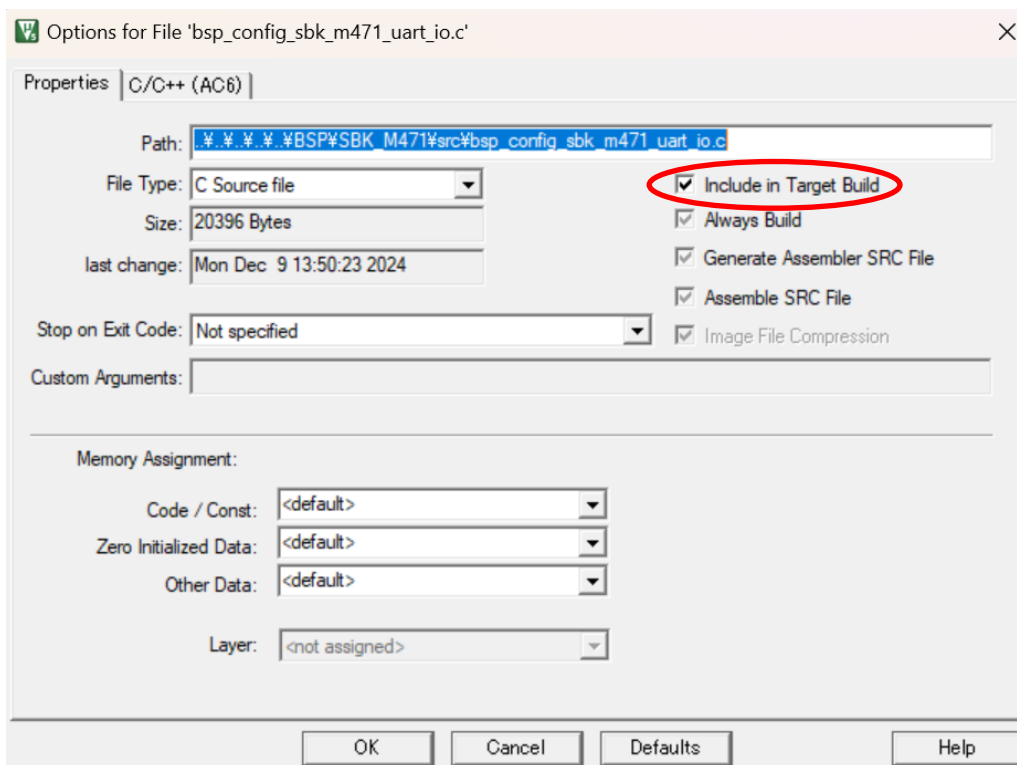 Options for File 'bsp_config_sbk_m471_uart_io.c'
Properties
C/C++ (AC6)
Path: ..¥..¥..¥..¥..¥BSP¥SBK_M471¥src¥bsp_config_sbk_m471_uart_io.c
File Type: C Source file
Include in Target Build
Size: 20396 Bytes
Always Build
last change: Mon Dec  9 13:50:23 2024
Generate Assembler SRC File
Assemble SRC File
Stop on Exit Code: Not specified
Image File Compression
Custom Arguments:
Memory Assignment:
Code / Const: <default>
Zero Initialized Data: <default>
Other Data: <default>
Layer: <not assigned>
OK
Cancel
Defaults
Help